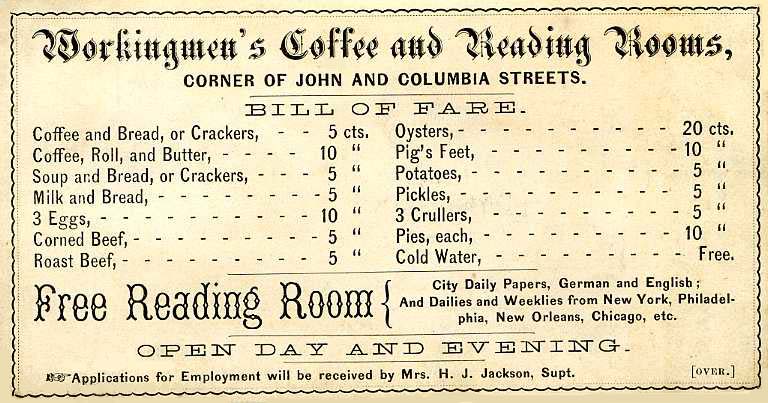 Workingmen's Coffee and Reading Rooms,
CORNER OF JOHN AND COLUMBIA STREETS.
BILL OF FARE.
Coffee and Bread, or Crackers, - - 5 cts.
Coffee, Roll, and Butter, - - - - - 10 “
Soup and Bread, or Crackers, - - - 5 “
Milk and Bread, - - - - - - - - 5 “
3 Eggs, - - - - - - - - - - 10 “
Corned Beef, - - - - - - - - - 5 “
Roast Beef, - - - - - - - - - 5 “
Oysters, - - - - - - - - - - 20 cts.
Pig's Feet, - - - - - - - - - 10 “
Potatoes, - - - - - - - - - - 5 “
Pickles, - - - - - - - - - - 5 “
3 Crullers, - - - - - - - - - 5 “
Pies, each, - - - - - - - - - 10 “
Cold Water, - - - - - - - - Free.
Free Reading Room {
City Daily Papers, German and English ;
And Dailies and Weeklies from New York, Philadel-
phia, New Orleans, Chicago, etc.
OPEN DAY AND EVENING.
☞Applications for Employment will be received by Mrs. H. J. Jackson, Supt. [OVER.]